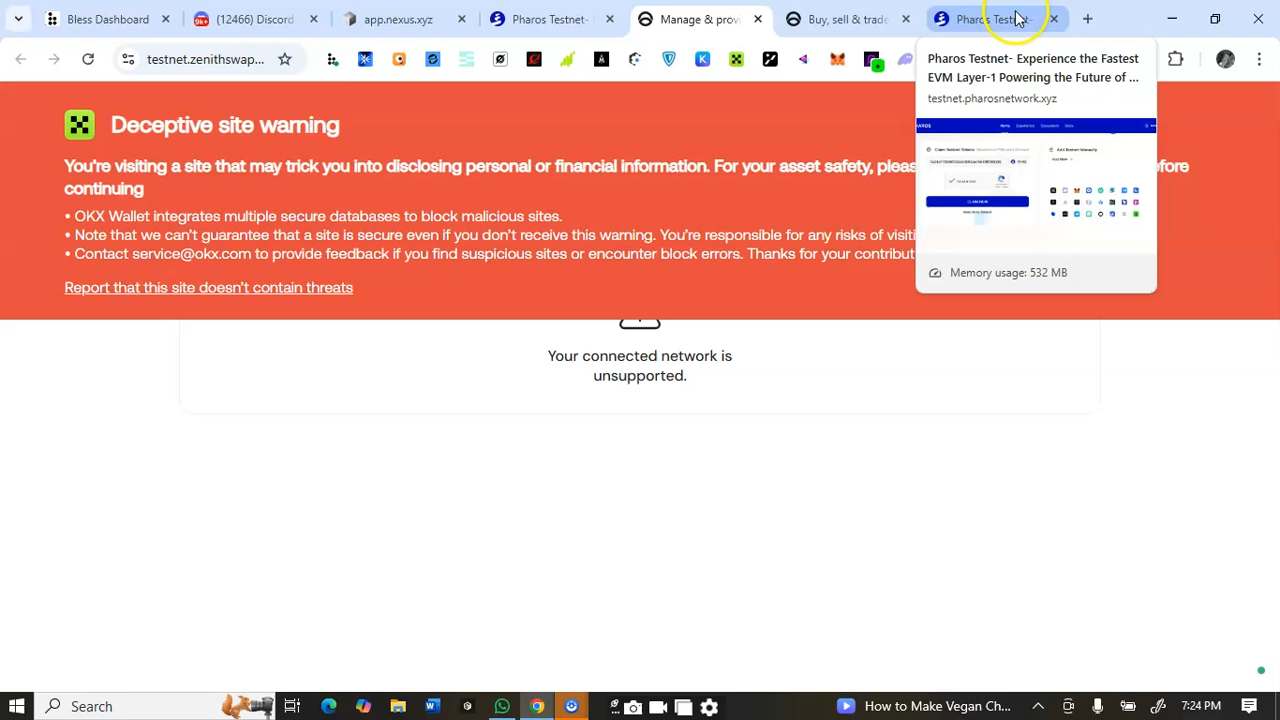 Bless Dashboard
(12466) Discord
app.nexus.xyz
Pharos Testnet-
Manage & prov
Buy, sell & trade
Pharos Testnet-
testnet.zenithswap...
Pharos Testnet- Experience the Fastest
EVM Layer-1 Powering the Future of ...
testnet.pharosnetwork.xyz
Memory usage: 532 MB
Deceptive site warning
You're visiting a site that may trick you into disclosing personal or financial information. For your asset safety, pleas
efore
continuing
• OKX Wallet integrates multiple secure databases to block malicious sites.
• Note that we can't guarantee that a site is secure even if you don't receive this warning. You're responsible for any risks of visiti
• Contact service@okx.com to provide feedback if you find suspicious sites or encounter block errors. Thanks for your contribut
Report that this site doesn't contain threats
Your connected network is
unsupported.
Search
How to Make Vegan Ch...
7:24 PM